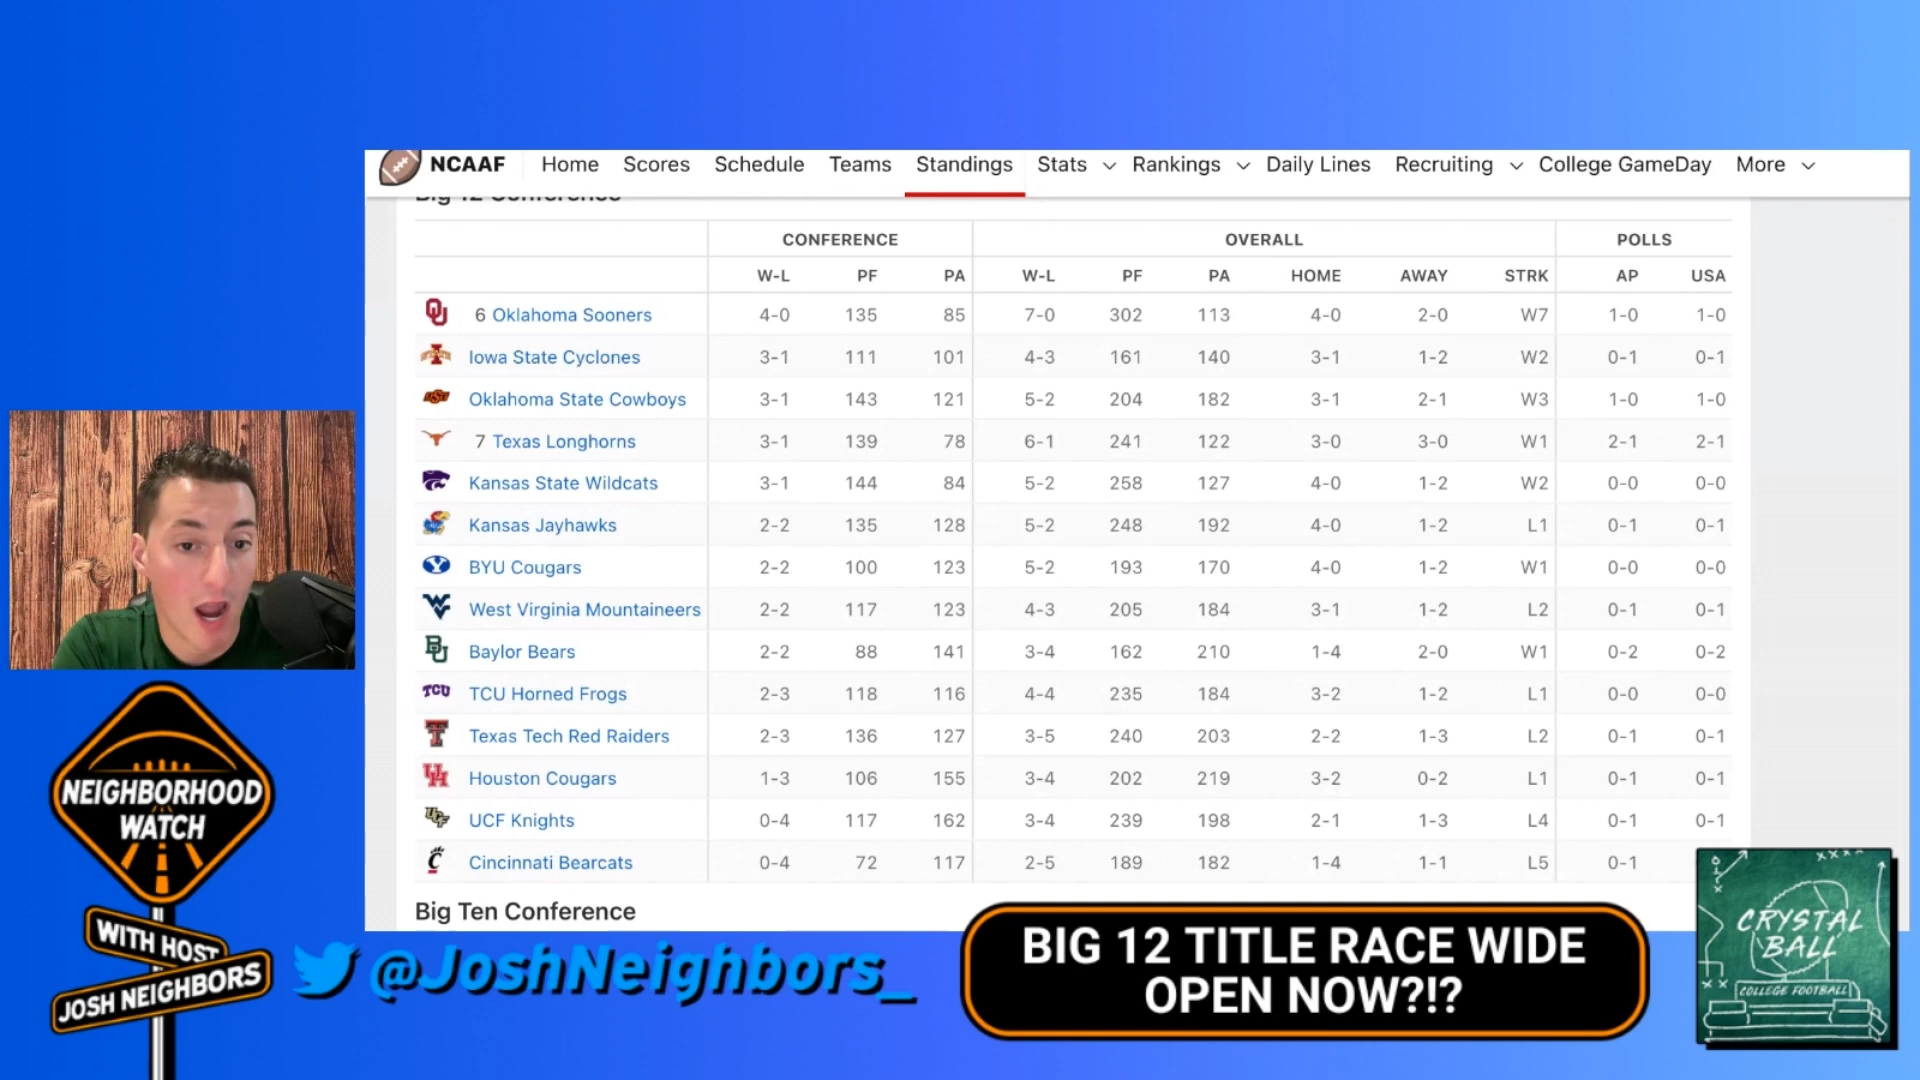 NCAAF Home Scores Schedule Teams Standings Stats Rankings Daily Lines Recruiting College GameDay More
Big 12 Conference
CONFERENCE OVERALL POLLS
W-L PF PA W-L PF PA HOME AWAY STRK AP USA
6 Oklahoma Sooners 4-0 135 85 7-0 302 113 4-0 2-0 W7 1-0 1-0
Iowa State Cyclones 3-1 111 101 4-3 161 140 3-1 1-2 W2 0-1 0-1
Oklahoma State Cowboys 3-1 143 121 5-2 204 182 3-1 2-1 W3 1-0 1-0
7 Texas Longhorns 3-1 139 78 6-1 241 122 3-0 3-0 W1 2-1 2-1
Kansas State Wildcats 3-1 144 84 5-2 258 127 4-0 1-2 W2 0-0 0-0
Kansas Jayhawks 2-2 135 128 5-2 248 192 4-0 1-2 L1 0-1 0-1
BYU Cougars 2-2 100 123 5-2 193 170 4-0 1-2 W1 0-0 0-0
West Virginia Mountaineers 2-2 117 123 4-3 205 184 3-1 1-2 L2 0-1 0-1
Baylor Bears 2-2 88 141 3-4 162 210 1-4 2-0 W1 0-2 0-2
TCU TCU Horned Frogs 2-3 118 116 4-4 235 184 3-2 1-2 L1 0-0 0-0
Texas Tech Red Raiders 2-3 136 127 3-5 240 203 2-2 1-3 L2 0-1 0-1
Houston Cougars 1-3 106 155 3-4 202 219 3-2 0-2 L1 0-1 0-1
UCF Knights 0-4 117 162 3-4 239 198 2-1 1-3 L4 0-1 0-1
Cincinnati Bearcats 0-4 72 117 2-5 189 182 1-4 1-1 L5 0-1
Big Ten Conference
NEIGHBORHOOD
WATCH
WITH HOST
JOSH NEIGHBORS
@JoshNeighbors_
BIG 12 TITLE RACE WIDE
OPEN NOW?!?
CRYSTAL
BALL
COLLEGE FOOTBALL